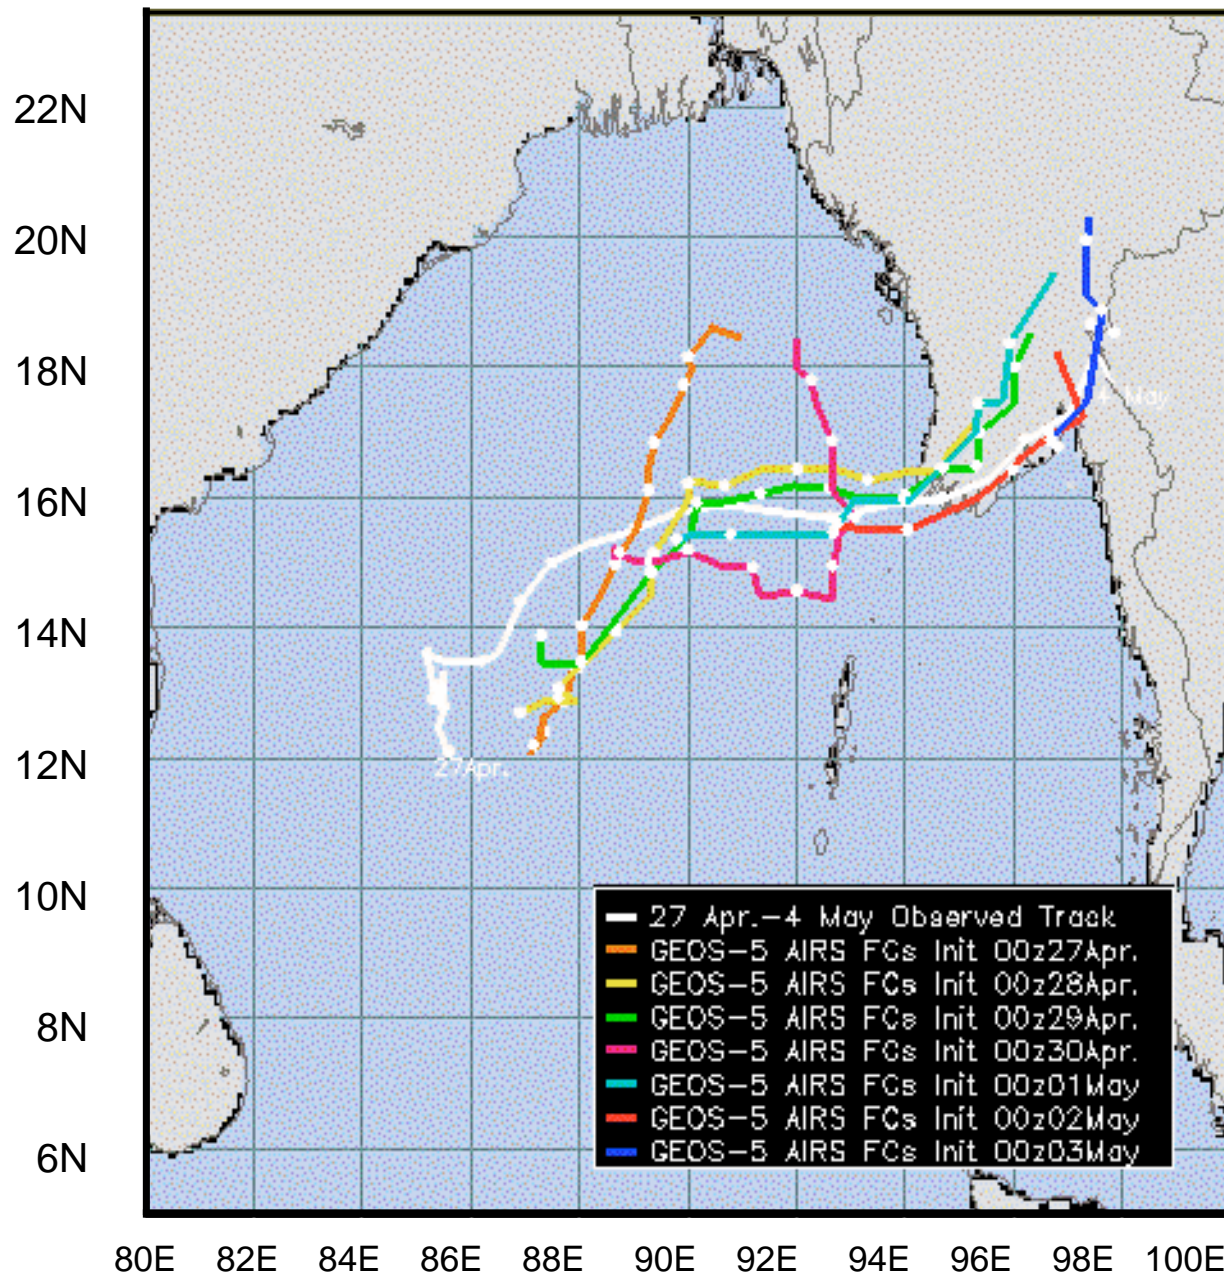 22N
20N
18N
4 May
16N
14N
27Apr.
12N
10N
27 Apr.-4 May Observed Track
GEOS-5 AIRS FCs Init 00z27Apr.
GEOS-5 AIRS FCs Init 00z28Apr.
GEOS-5 AIRS FCs Init 00z29Apr.
GEOS-5 AIRS FCs Init 00z30Apr.
GEOS-5 AIRS FCs Init 00z01May
GEOS-5 AIRS FCs Init 00z02May
GEOS-5 AIRS FCs Init 00z03May
8N
6N
80E 82E 84E 86E 88E 90E 92E 94E 96E 98E 100E